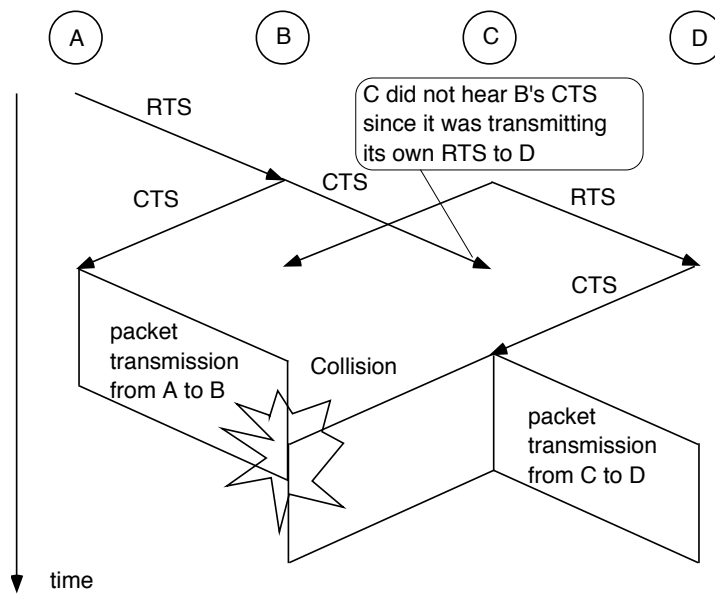 A
B
C
D
C did not hear B's CTS
since it was transmitting
its own RTS to D
RTS
CTS
CTS
RTS
CTS
packet
transmission
from A to B
Collision
packet
transmission
from C to D
time